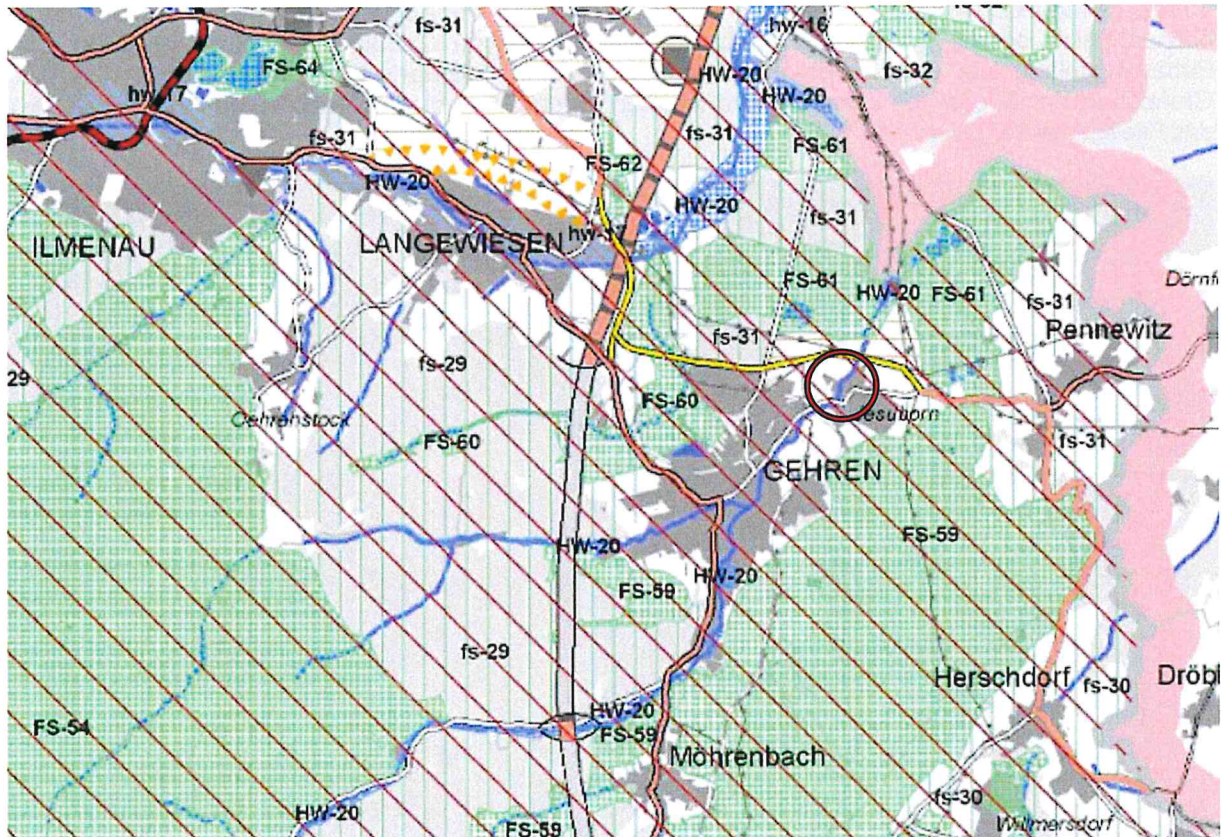 fs-31
hw-16
fs-32
FS-64
HW-20
hw-17
HW-20
fs-31
fs-31
FS-62
FS-61
HW-20
HW-20
fs-31
ILMENAU
LANGEWIESEN
FS-61
HW-20
FS-61
Dörnf
fs-31
fs-31
Pennewitz
29
fs-29
Gehrenstock
FS-60
FS-60
fs-31
GEHREN
FS-59
HW-20
HW-20
FS-59
fs-29
Herschdorf
fs-30
Dröb
HW-20
FS-54
FS-59
Möhrenbach
fs-30
HW-20
FS-59
Willmersdorf